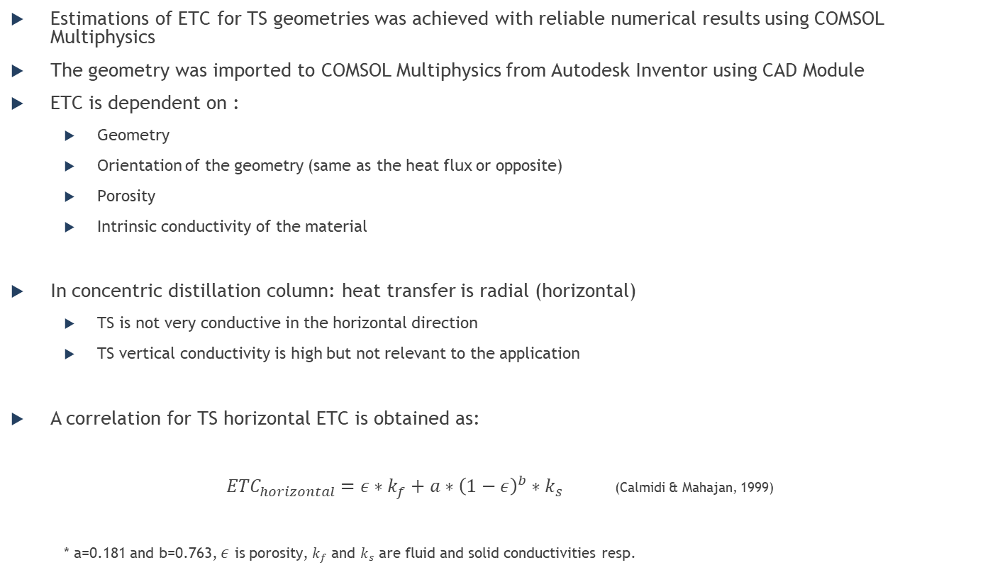 Estimations of ETC for TS geometries was achieved with reliable numerical results using COMSOL
Multiphysics
The geometry was imported to COMSOL Multiphysics from Autodesk Inventor using CAD Module
ETC is dependent on :
Geometry
Orientation of the geometry (same as the heat flux or opposite)
Porosity
Intrinsic conductivity of the material
In concentric distillation column: heat transfer is radial (horizontal)
TS is not very conductive in the horizontal direction
TS vertical conductivity is high but not relevant to the application
A correlation for TS horizontal ETC is obtained as:
$ETC_{horizontal} = \epsilon * k_f + a * (1 - \epsilon)^b * k_s$ (Calmidi & Mahajan, 1999)
* a=0.181 and b=0.763, $\epsilon$ is porosity, $k_f$ and $k_s$ are fluid and solid conductivities resp.